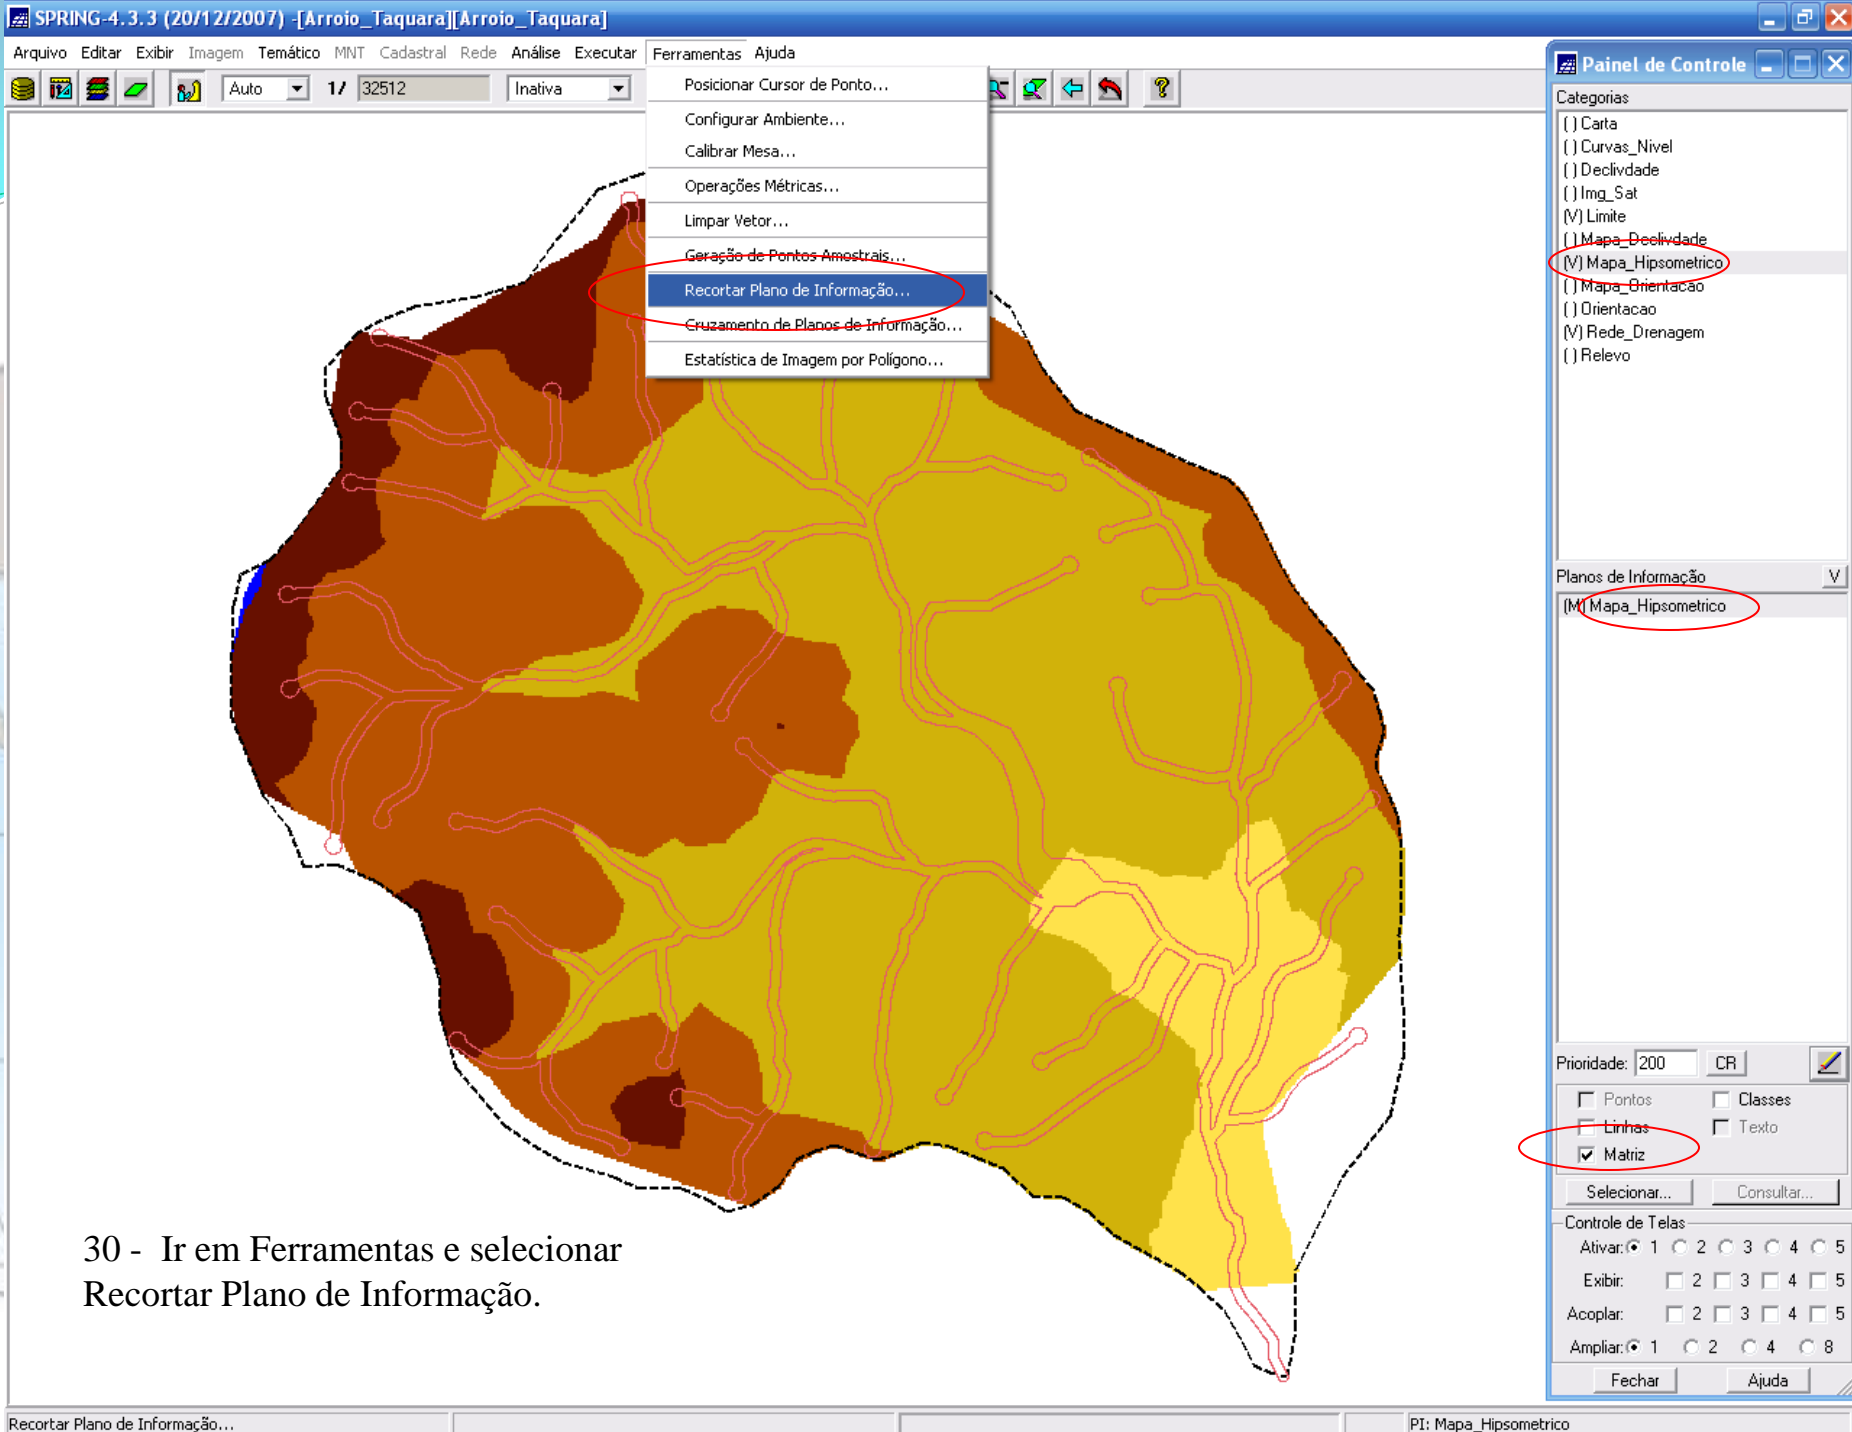 SPRING-4.3.3 (20/12/2007) -[Arroio_Taquara][Arroio_Taquara]
Arquivo Editar Exibir Imagem Temático MNT Cadastral Rede Análise Executar Ferramentas Ajuda
Auto 1/ 32512 Inativa
Posicionar Cursor de Ponto...
Configurar Ambiente...
Calibrar Mesa...
Operações Métricas...
Limpar Vetor...
Geração de Pontos Amostrais...
Recortar Plano de Informação...
Cruzamento de Planos de Informação...
Estatística de Imagem por Polígono...
30 - Ir em Ferramentas e selecionar
Recortar Plano de Informação.
Painel de Controle
Categorias
( ) Carta
( ) Curvas_Nivel
( ) Declivdade
( ) Img_Sat
(V) Limite
( ) Mapa_Declivdade
(V) Mapa_Hipsometrico
( ) Mapa_Orientacao
( ) Orientacao
(V) Rede_Drenagem
( ) Relevo
Planos de Informação V
(M) Mapa_Hipsometrico
Prioridade: 200 CR
Pontos Classes
Linhas Texto
Matriz
Selecionar... Consultar...
Controle de Telas
Ativar: 1 2 3 4 5
Exibir: 2 3 4 5
Acoplar: 2 3 4 5
Ampliar: 1 2 4 8
Fechar Ajuda
Recortar Plano de Informação... PI: Mapa_Hipsometrico